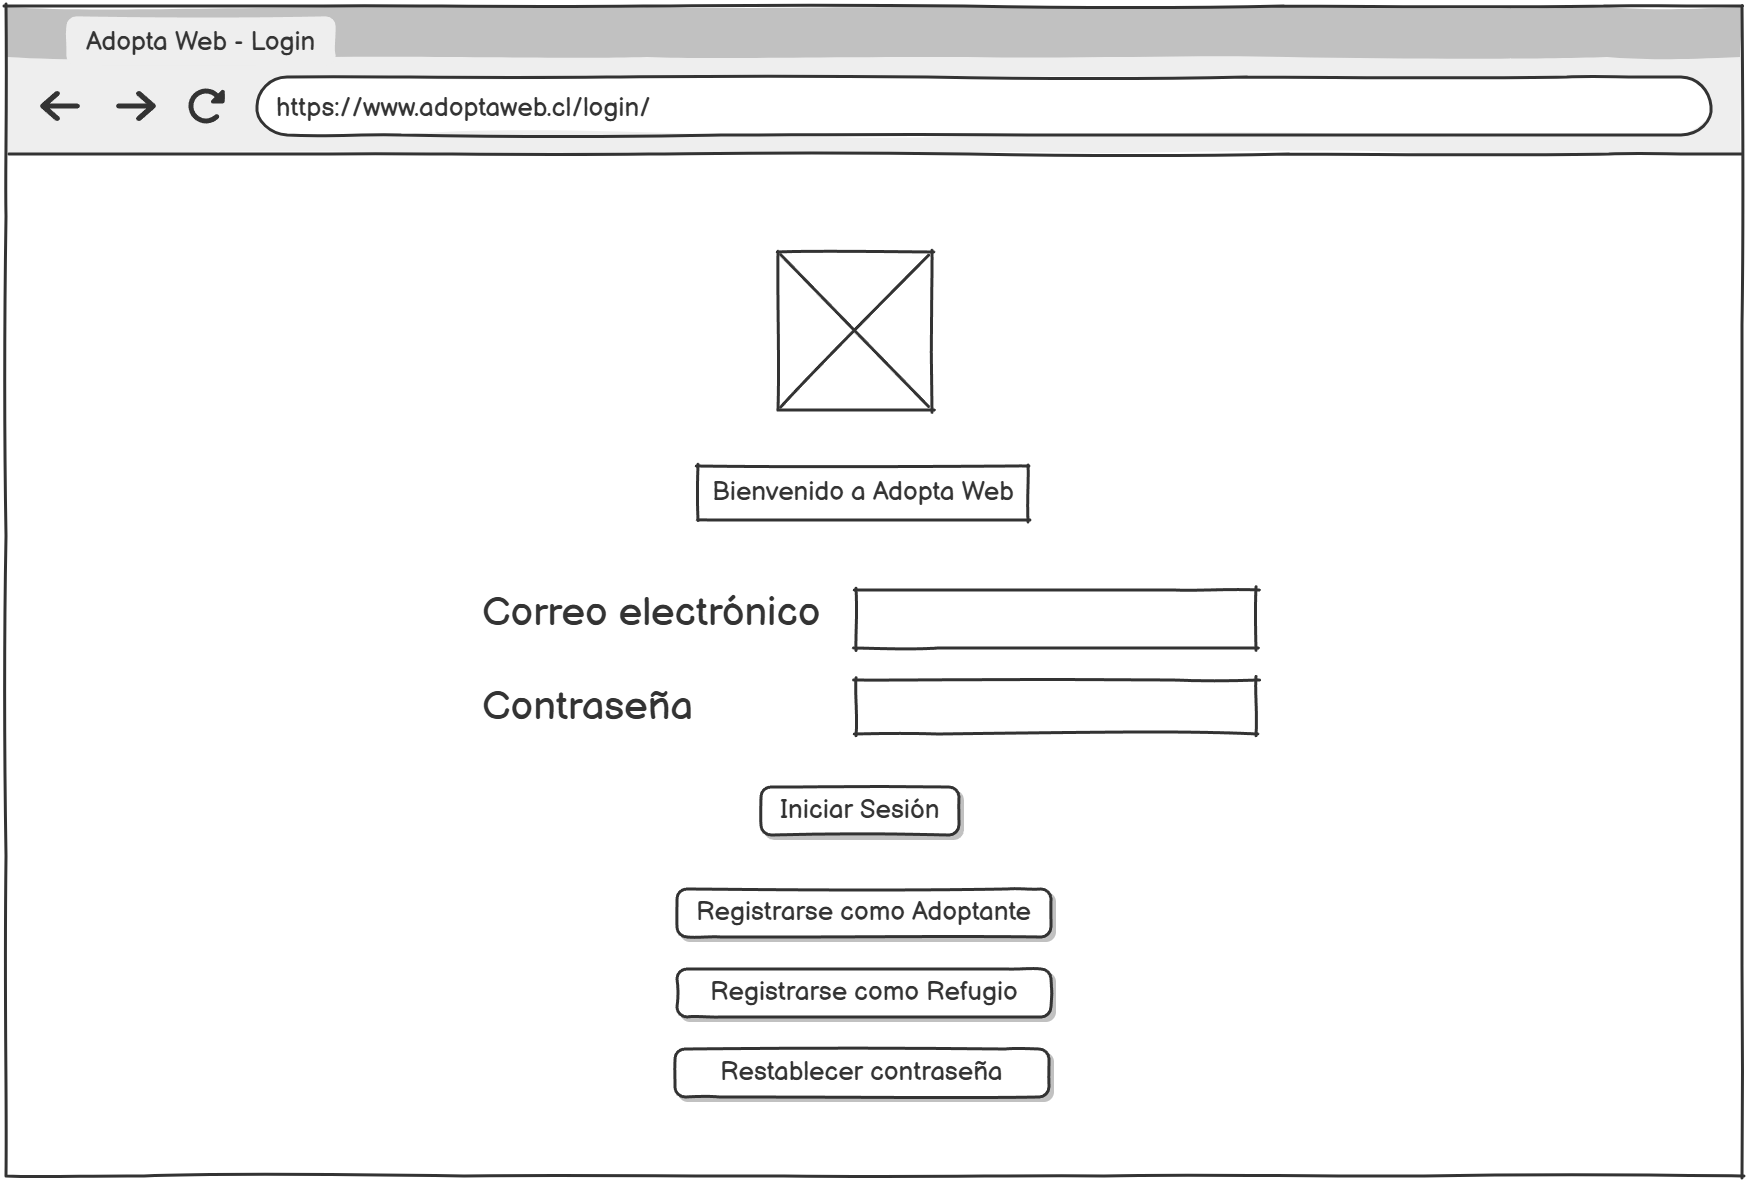 Adopta Web - Login
https://www.adoptaweb.cl/login/
Bienvenido a Adopta Web
Correo electrónico
Contraseña
Iniciar Sesión
Registrarse como Adoptante
Registrarse como Refugio
Restablecer contraseña